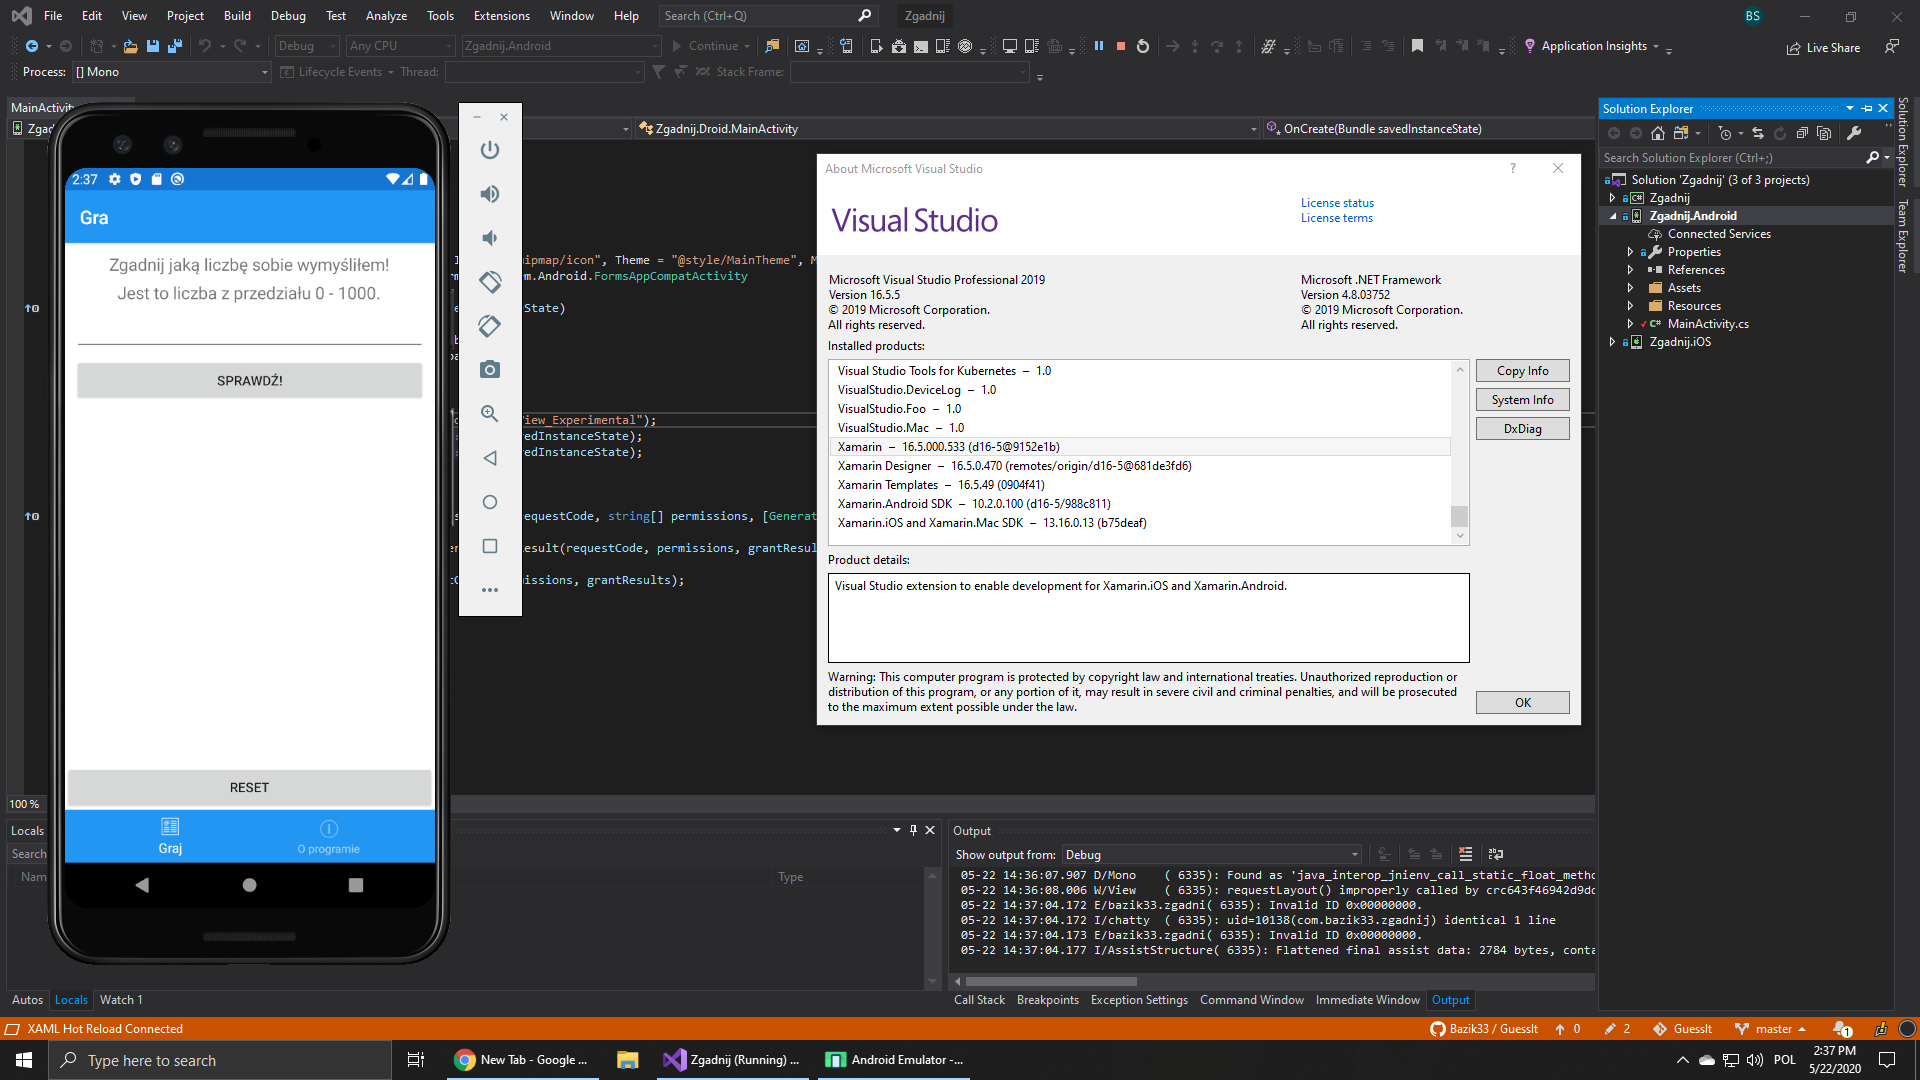 File Edit View Project Build Debug Test Analyze Tools Extensions Window Help Search (Ctrl+Q) Zgadnij BS
Debug Any CPU Zgadnij.Android Continue Application Insights Live Share
Process: [] Mono Lifecycle Events Thread: Stack Frame:
MainActivity
Zgad
Zgadnij.Droid.MainActivity
OnCreate(Bundle savedInstanceState)
2:37
Gra
Zgadnij jaką liczbę sobie wymyśliłem!
Jest to liczba z przedziału 0 - 1000.
SPRAWDŹ!
RESET
Graj
O programie
ipmap/icon", Theme = "@style/MainTheme",
m.Android.FormsAppCompatActivity
State)
iew_Experimental");
edInstanceState);
edInstanceState);
equestCode, string[] permissions, [Generat
esult(requestCode, permissions, grantResul
issions, grantResults);
100 %
About Microsoft Visual Studio
Visual Studio
License status
License terms
Microsoft Visual Studio Professional 2019
Version 16.5.5
© 2019 Microsoft Corporation.
All rights reserved.
Microsoft .NET Framework
Version 4.8.03752
© 2019 Microsoft Corporation.
All rights reserved.
Installed products:
Visual Studio Tools for Kubernetes – 1.0
VisualStudio.DeviceLog – 1.0
VisualStudio.Foo – 1.0
VisualStudio.Mac – 1.0
Xamarin – 16.5.000.533 (d16-5@9152e1b)
Xamarin Designer – 16.5.0.470 (remotes/origin/d16-5@681de3fd6)
Xamarin Templates – 16.5.49 (0904f41)
Xamarin.Android SDK – 10.2.0.100 (d16-5/988c811)
Xamarin.iOS and Xamarin.Mac SDK – 13.16.0.13 (b75deaf)
Copy Info
System Info
DxDiag
Product details:
Visual Studio extension to enable development for Xamarin.iOS and Xamarin.Android.
Warning: This computer program is protected by copyright law and international treaties. Unauthorized reproduction or
distribution of this program, or any portion of it, may result in severe civil and criminal penalties, and will be prosecuted
to the maximum extent possible under the law.
OK
Solution Explorer
Search Solution Explorer (Ctrl+;)
Solution 'Zgadnij' (3 of 3 projects)
Zgadnij
Zgadnij.Android
Connected Services
Properties
References
Assets
Resources
MainActivity.cs
Zgadnij.iOS
Solution Explorer
Team Explorer
Locals
Search
Nam
Type
Autos Locals Watch 1
Output
Show output from: Debug
05-22 14:36:07.907 D/Mono ( 6335): Found as 'java_interop_jnienv_call_static_float_metho
05-22 14:36:08.006 W/View ( 6335): requestLayout() improperly called by crc643f46942d9dd
05-22 14:37:04.172 E/bazik33.zgadni( 6335): Invalid ID 0x00000000.
05-22 14:37:04.172 I/chatty ( 6335): uid=10138(com.bazik33.zgadnij) identical 1 line
05-22 14:37:04.173 E/bazik33.zgadni( 6335): Invalid ID 0x00000000.
05-22 14:37:04.177 I/AssistStructure( 6335): Flattened final assist data: 2784 bytes, conta
Call Stack Breakpoints Exception Settings Command Window Immediate Window Output
XAML Hot Reload Connected
Bazik33 / GuessIt 0 2 GuessIt master 1
Type here to search
New Tab - Google ...
Zgadnij (Running) ...
Android Emulator -...
POL
2:37 PM
5/22/2020